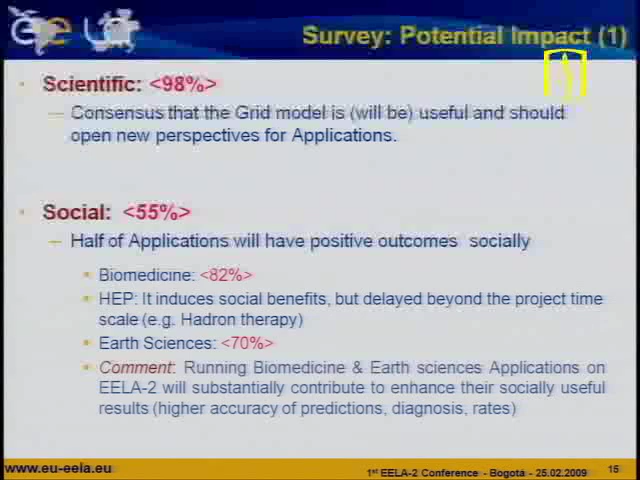 Survey: Potential Impact (1)
Scientific: <98%>
Consensus that the Grid model is (will be) useful and should
open new perspectives for Applications.
Social: <55%>
Half of Applications will have positive outcomes socially
Biomedicine: <82%>
HEP: It induces social benefits, but delayed beyond the project time
scale (e.g. Hadron therapy)
Earth Sciences: <70%>
Comment: Running Biomedicine & Earth sciences Applications on
EELA-2 will substantially contribute to enhance their socially useful
results (higher accuracy of predictions, diagnosis, rates)
www.eu-eela.eu
1st EELA-2 Conference - Bogotá - 25.02.2009
15